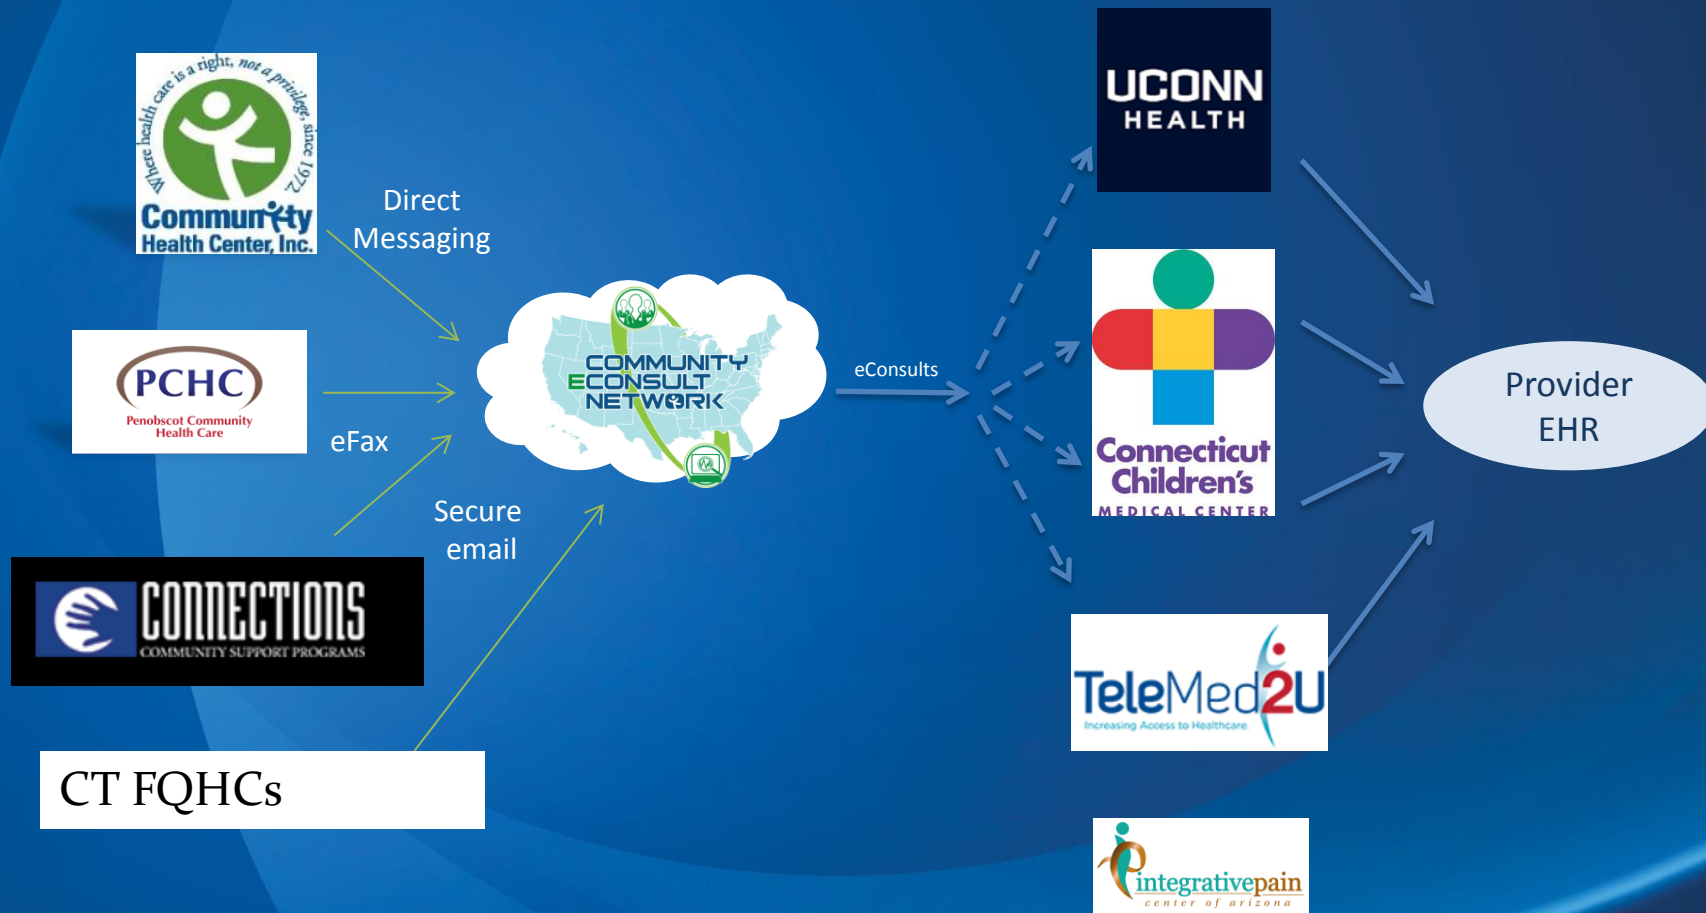 Where health care is a right, not a privilege, since 1972.
Community
Health Center, Inc.
Direct
Messaging
PCHC
Penobscot Community
Health Care
eFax
Secure
email
CONNECTIONS
COMMUNITY SUPPORT PROGRAMS
CT FQHCs
COMMUNITY
ECONSULT
NETWORK
eConsults
UCONN
HEALTH
Connecticut
Children's
MEDICAL CENTER
TeleMed2U
Increasing Access to Healthcare.
integrativepain
center of arizona
Provider
EHR